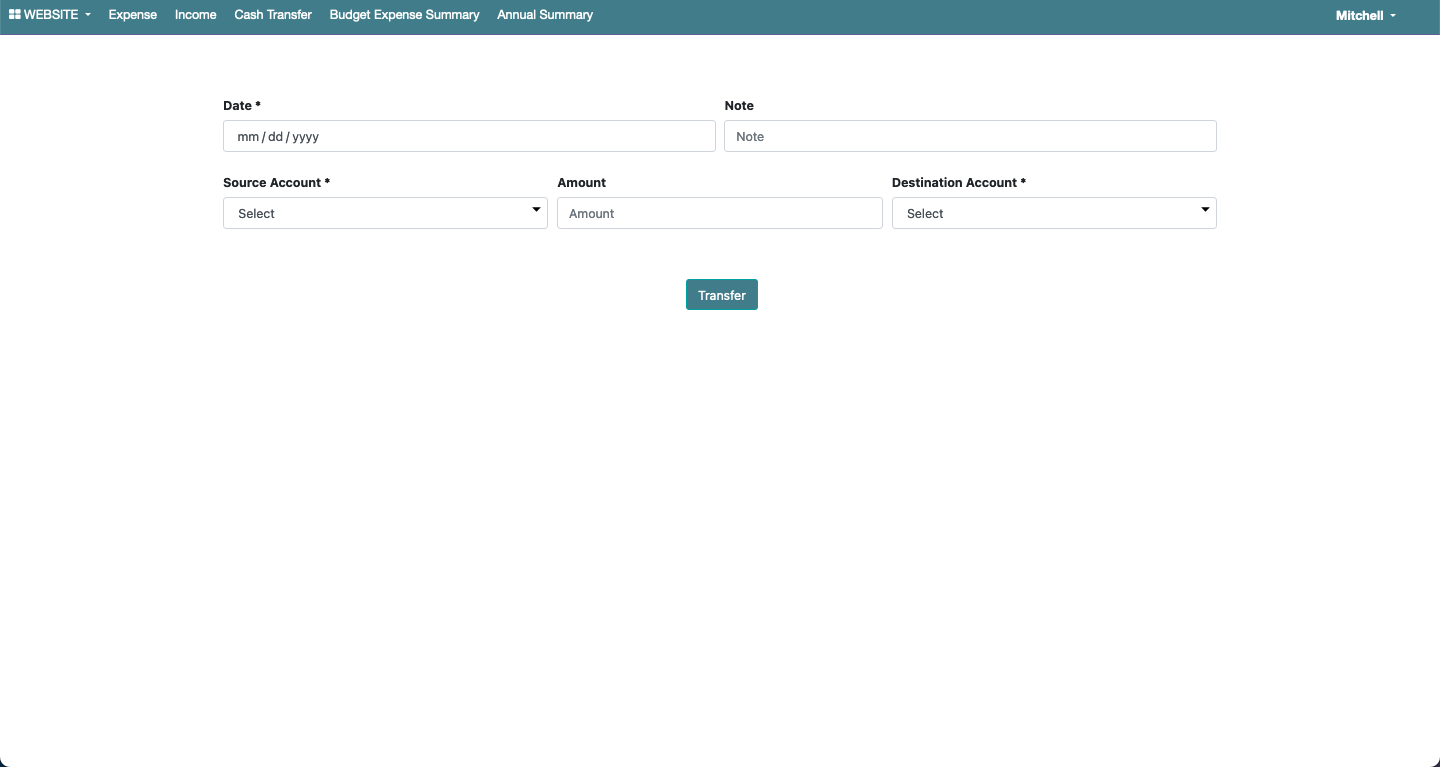 WEBSITE Expense Income Cash Transfer Budget Expense Summary Annual Summary Mitchell
Date * Note
mm / dd / yyyy Note
Source Account * Amount Destination Account *
Select Amount Select
Transfer